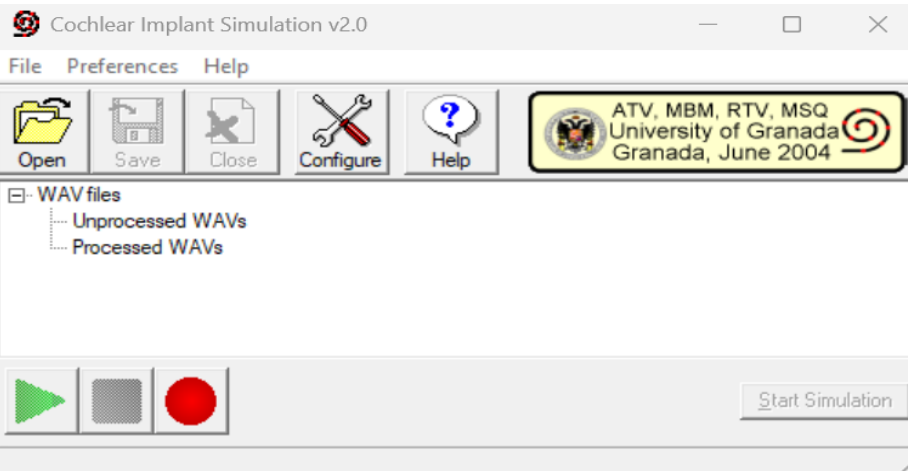 Cochlear Implant Simulation v2.0
File Preferences Help
Open Save Close Configure Help
ATV, MBM, RTV, MSQ
University of Granada
Granada, June 2004
WAV files
Unprocessed WAVs
Processed WAVs
Start Simulation